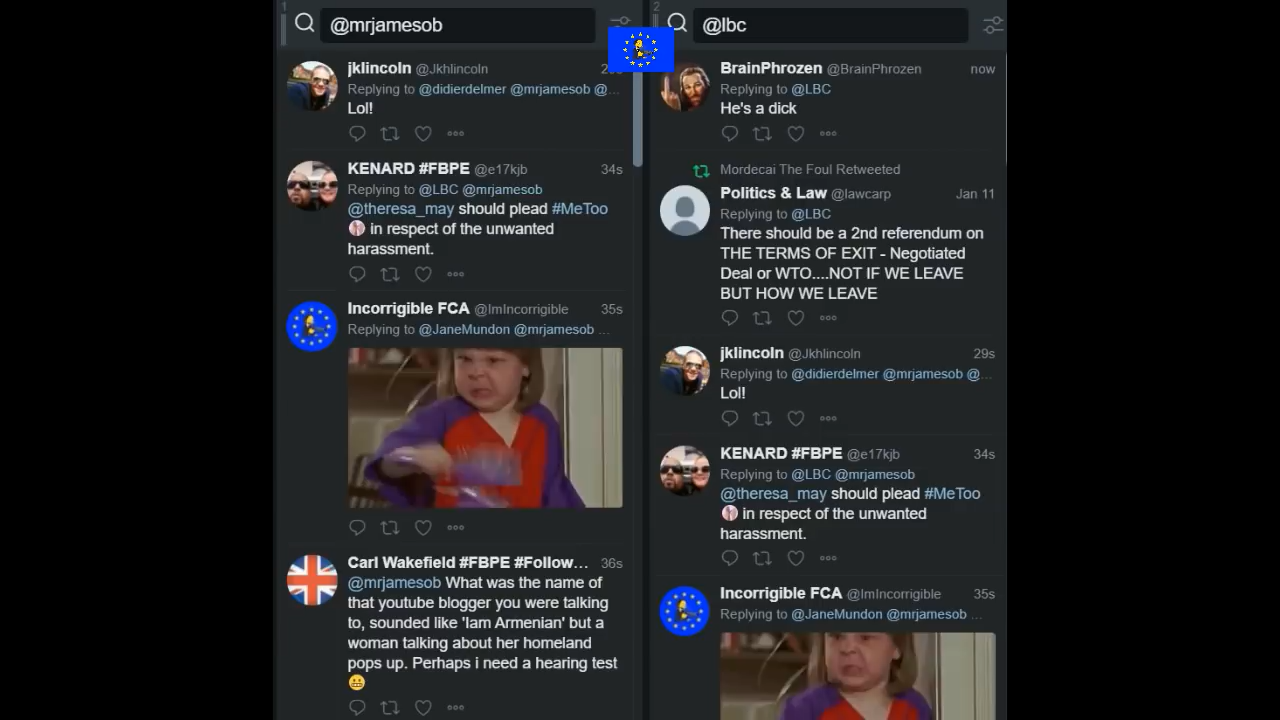 1
@mrjamesob
jklincoln @Jkhlincoln
Replying to @didierdelmer @mrjamesob @...
Lol!
KENARD #FBPE @e17kjb 34s
Replying to @LBC @mrjamesob
@theresa_may should plead #MeToo
in respect of the unwanted
harassment.
Incorrigible FCA @ImIncorrigible 35s
Replying to @JaneMundon @mrjamesob ...
Carl Wakefield #FBPE #Follow... 36s
@mrjamesob What was the name of
that youtube blogger you were talking
to, sounded like 'Iam Armenian' but a
woman talking about her homeland
pops up. Perhaps i need a hearing test
😬
2
@lbc
BrainPhrozen @BrainPhrozen now
Replying to @LBC
He's a dick
Mordecai The Foul Retweeted
Politics & Law @lawcarp Jan 11
Replying to @LBC
There should be a 2nd referendum on
THE TERMS OF EXIT - Negotiated
Deal or WTO....NOT IF WE LEAVE
BUT HOW WE LEAVE
jklincoln @Jkhlincoln 29s
Replying to @didierdelmer @mrjamesob @...
Lol!
KENARD #FBPE @e17kjb 34s
Replying to @LBC @mrjamesob
@theresa_may should plead #MeToo
in respect of the unwanted
harassment.
Incorrigible FCA @ImIncorrigible 35s
Replying to @JaneMundon @mrjamesob ...